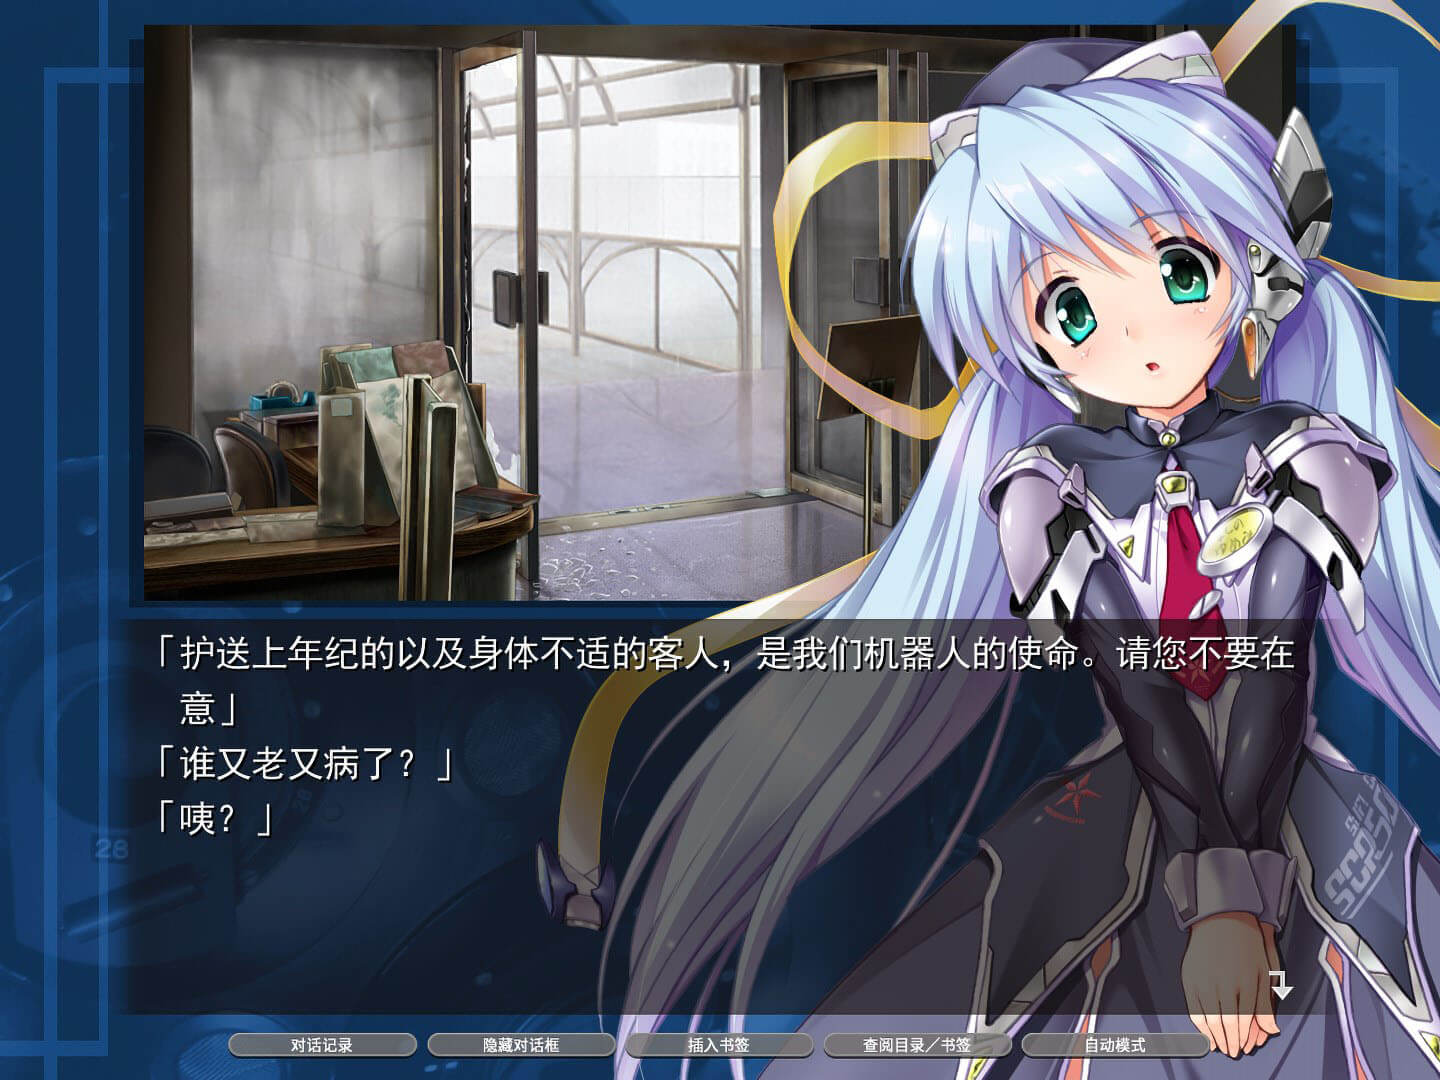 「护送上年纪的以及身体不适的客人，是我们机器人的使命。请您不要在
意」
「谁又老又病了？」
「咦？」
28
对话记录
隐藏对话框
插入书签
查阅目录／书签
自动模式